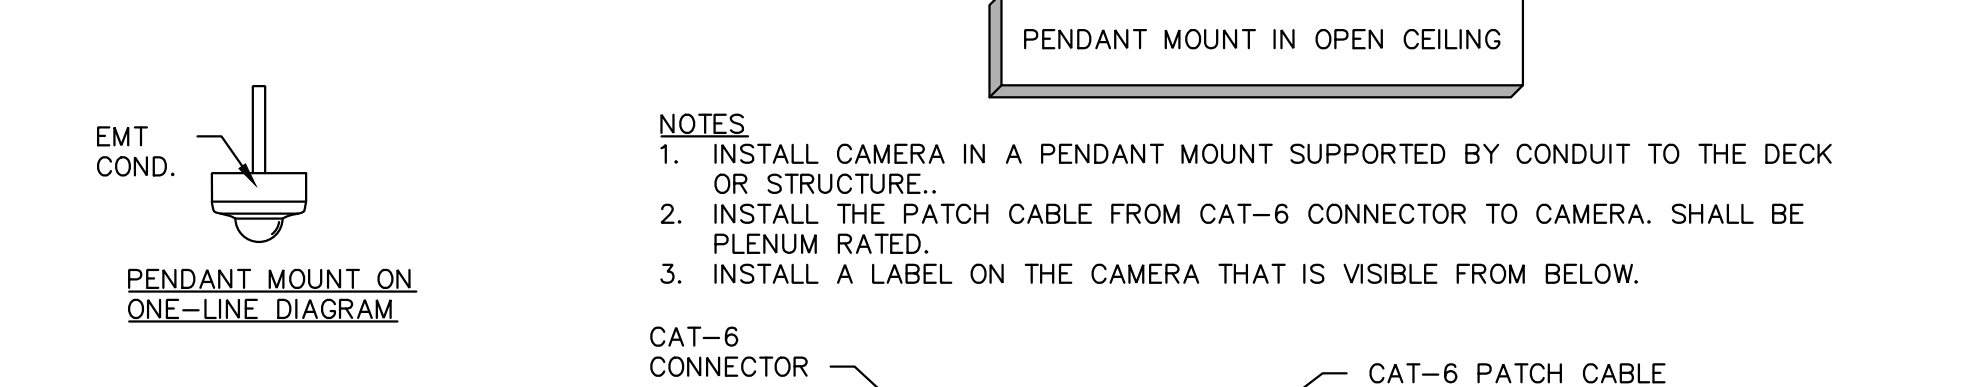 PENDANT MOUNT IN OPEN CEILING
EMT
COND.
PENDANT MOUNT ON
ONE-LINE DIAGRAM
NOTES
1. INSTALL CAMERA IN A PENDANT MOUNT SUPPORTED BY CONDUIT TO THE DECK
OR STRUCTURE..
2. INSTALL THE PATCH CABLE FROM CAT-6 CONNECTOR TO CAMERA. SHALL BE
PLENUM RATED.
3. INSTALL A LABEL ON THE CAMERA THAT IS VISIBLE FROM BELOW.
CAT-6
CONNECTOR
CAT-6 PATCH CABLE